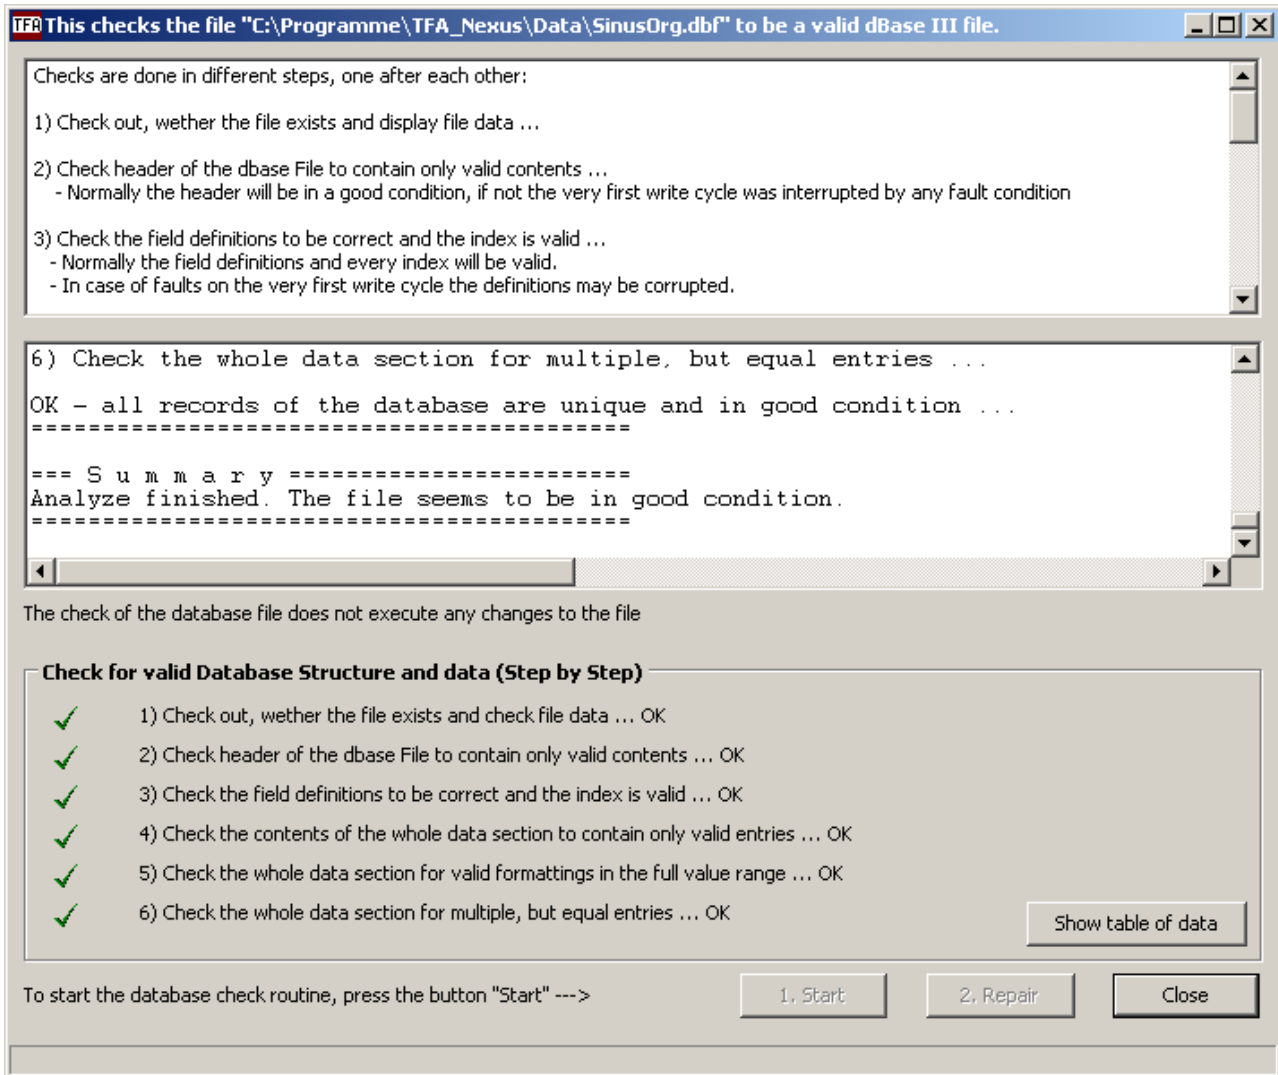 TFA This checks the file "C:\Programme\TFA_Nexus\Data\SinusOrg.dbf" to be a valid dBase III file.
Checks are done in different steps, one after each other:
1) Check out, wether the file exists and display file data ...
2) Check header of the dbase File to contain only valid contents ...
- Normally the header will be in a good condition, if not the very first write cycle was interrupted by any fault condition
3) Check the field definitions to be correct and the index is valid ...
- Normally the field definitions and every index will be valid.
- In case of faults on the very first write cycle the definitions may be corrupted.
6) Check the whole data section for multiple, but equal entries ...
OK - all records of the database are unique and in good condition ...
==========================================
=== S u m m a r y ========================
Analyze finished. The file seems to be in good condition.
==========================================
The check of the database file does not execute any changes to the file
Check for valid Database Structure and data (Step by Step)
1) Check out, wether the file exists and check file data ... OK
2) Check header of the dbase File to contain only valid contents ... OK
3) Check the field definitions to be correct and the index is valid ... OK
4) Check the contents of the whole data section to contain only valid entries ... OK
5) Check the whole data section for valid formattings in the full value range ... OK
6) Check the whole data section for multiple, but equal entries ... OK
Show table of data
To start the database check routine, press the button "Start" --->
1. Start
2. Repair
Close